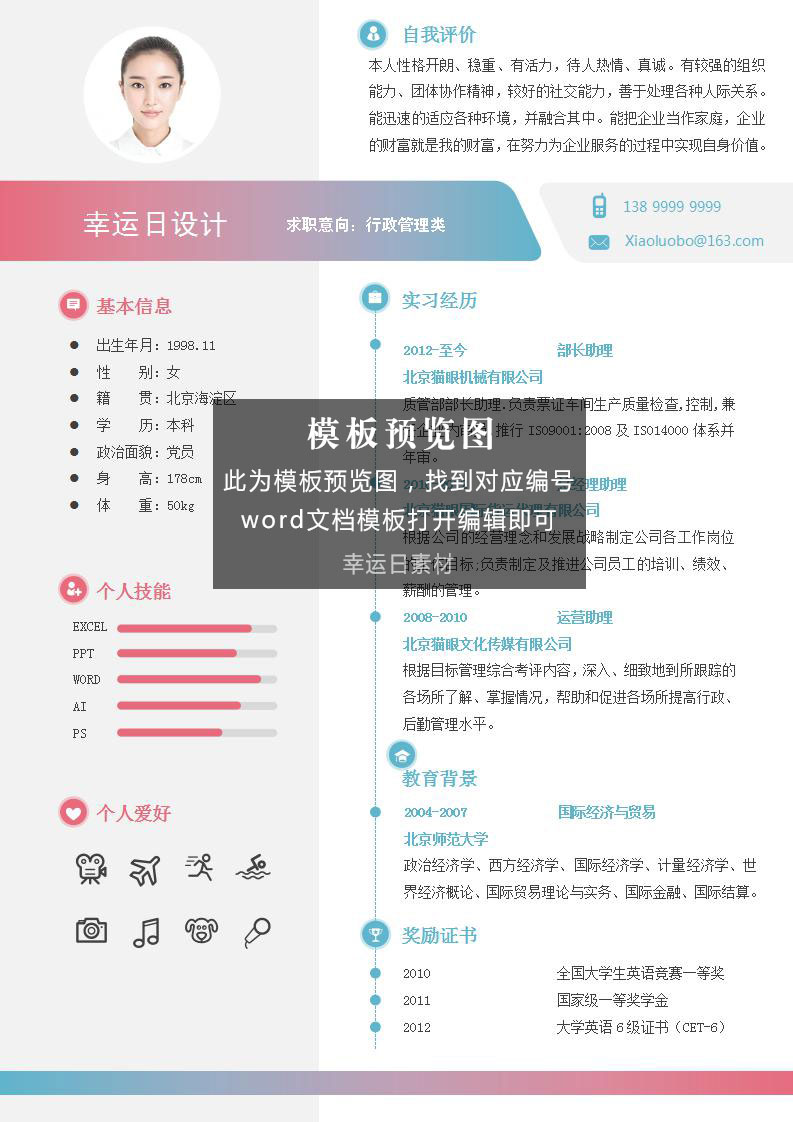 自我评价
本人性格开朗、稳重、有活力，待人热情、真诚。有较强的组织
能力、团体协作精神，较好的社交能力，善于处理各种人际关系。
能迅速的适应各种环境，并融合其中。能把企业当作家庭，企业
的财富就是我的财富，在努力为企业服务的过程中实现自身价值。
幸运日设计
求职意向：行政管理类
138 9999 9999
Xiaoluobo@163.com
基本信息
出生年月：1998.11
性　　别：女
籍　　贯：北京海淀区
学　　历：本科
政治面貌：党员
身　　高：178cm
体　　重：50kg
个人技能
EXCEL
PPT
WORD
AI
PS
个人爱好
实习经历
2012-至今 部长助理
北京猫眼机械有限公司
质管部部长助理.负责票证车间生产质量检查,控制,兼
推行 ISO9001:2008 及 ISO14000 体系并
年审。
模板预览图
此为模板预览图，找到对应编号
word文档模板打开编辑即可
幸运日素材
经理助理
有限公司
根据公司的经营理念和发展战略制定公司各工作岗位
目标;负责制定及推进公司员工的培训、绩效、
薪酬的管理。
2008-2010 运营助理
北京猫眼文化传媒有限公司
根据目标管理综合考评内容，深入、细致地到所跟踪的
各场所了解、掌握情况，帮助和促进各场所提高行政、
后勤管理水平。
教育背景
2004-2007 国际经济与贸易
北京师范大学
政治经济学、西方经济学、国际经济学、计量经济学、世
界经济概论、国际贸易理论与实务、国际金融、国际结算。
奖励证书
2010 全国大学生英语竞赛一等奖
2011 国家级一等奖学金
2012 大学英语 6 级证书（CET-6）